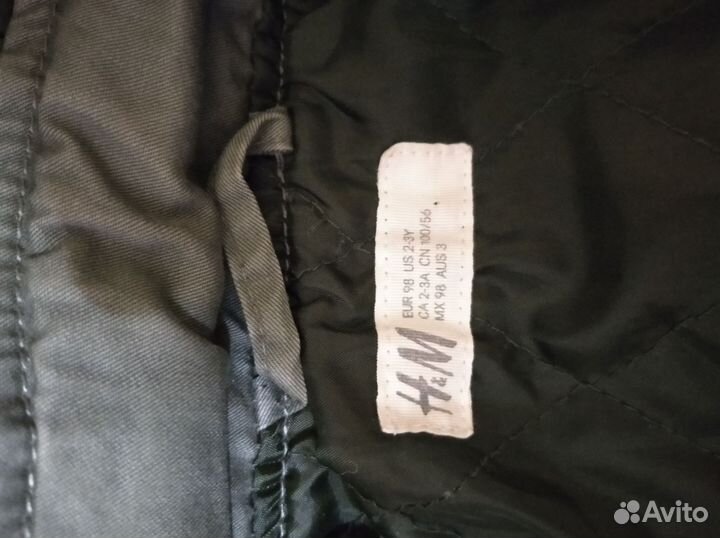 H&M
EUR 98 US 2-3Y
CA 2-3A CN 100/56
MX 98 AUS 3
Avito